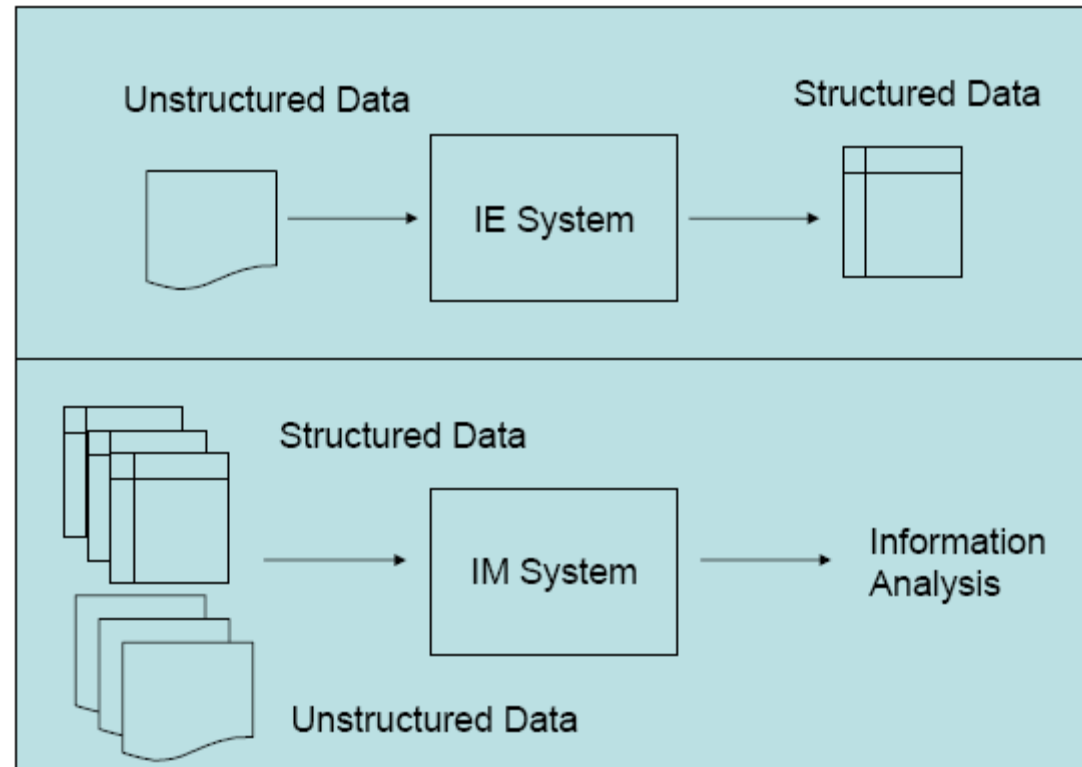 Unstructured Data
Structured Data
IE System
Structured Data
IM System
Information
Analysis
Unstructured Data